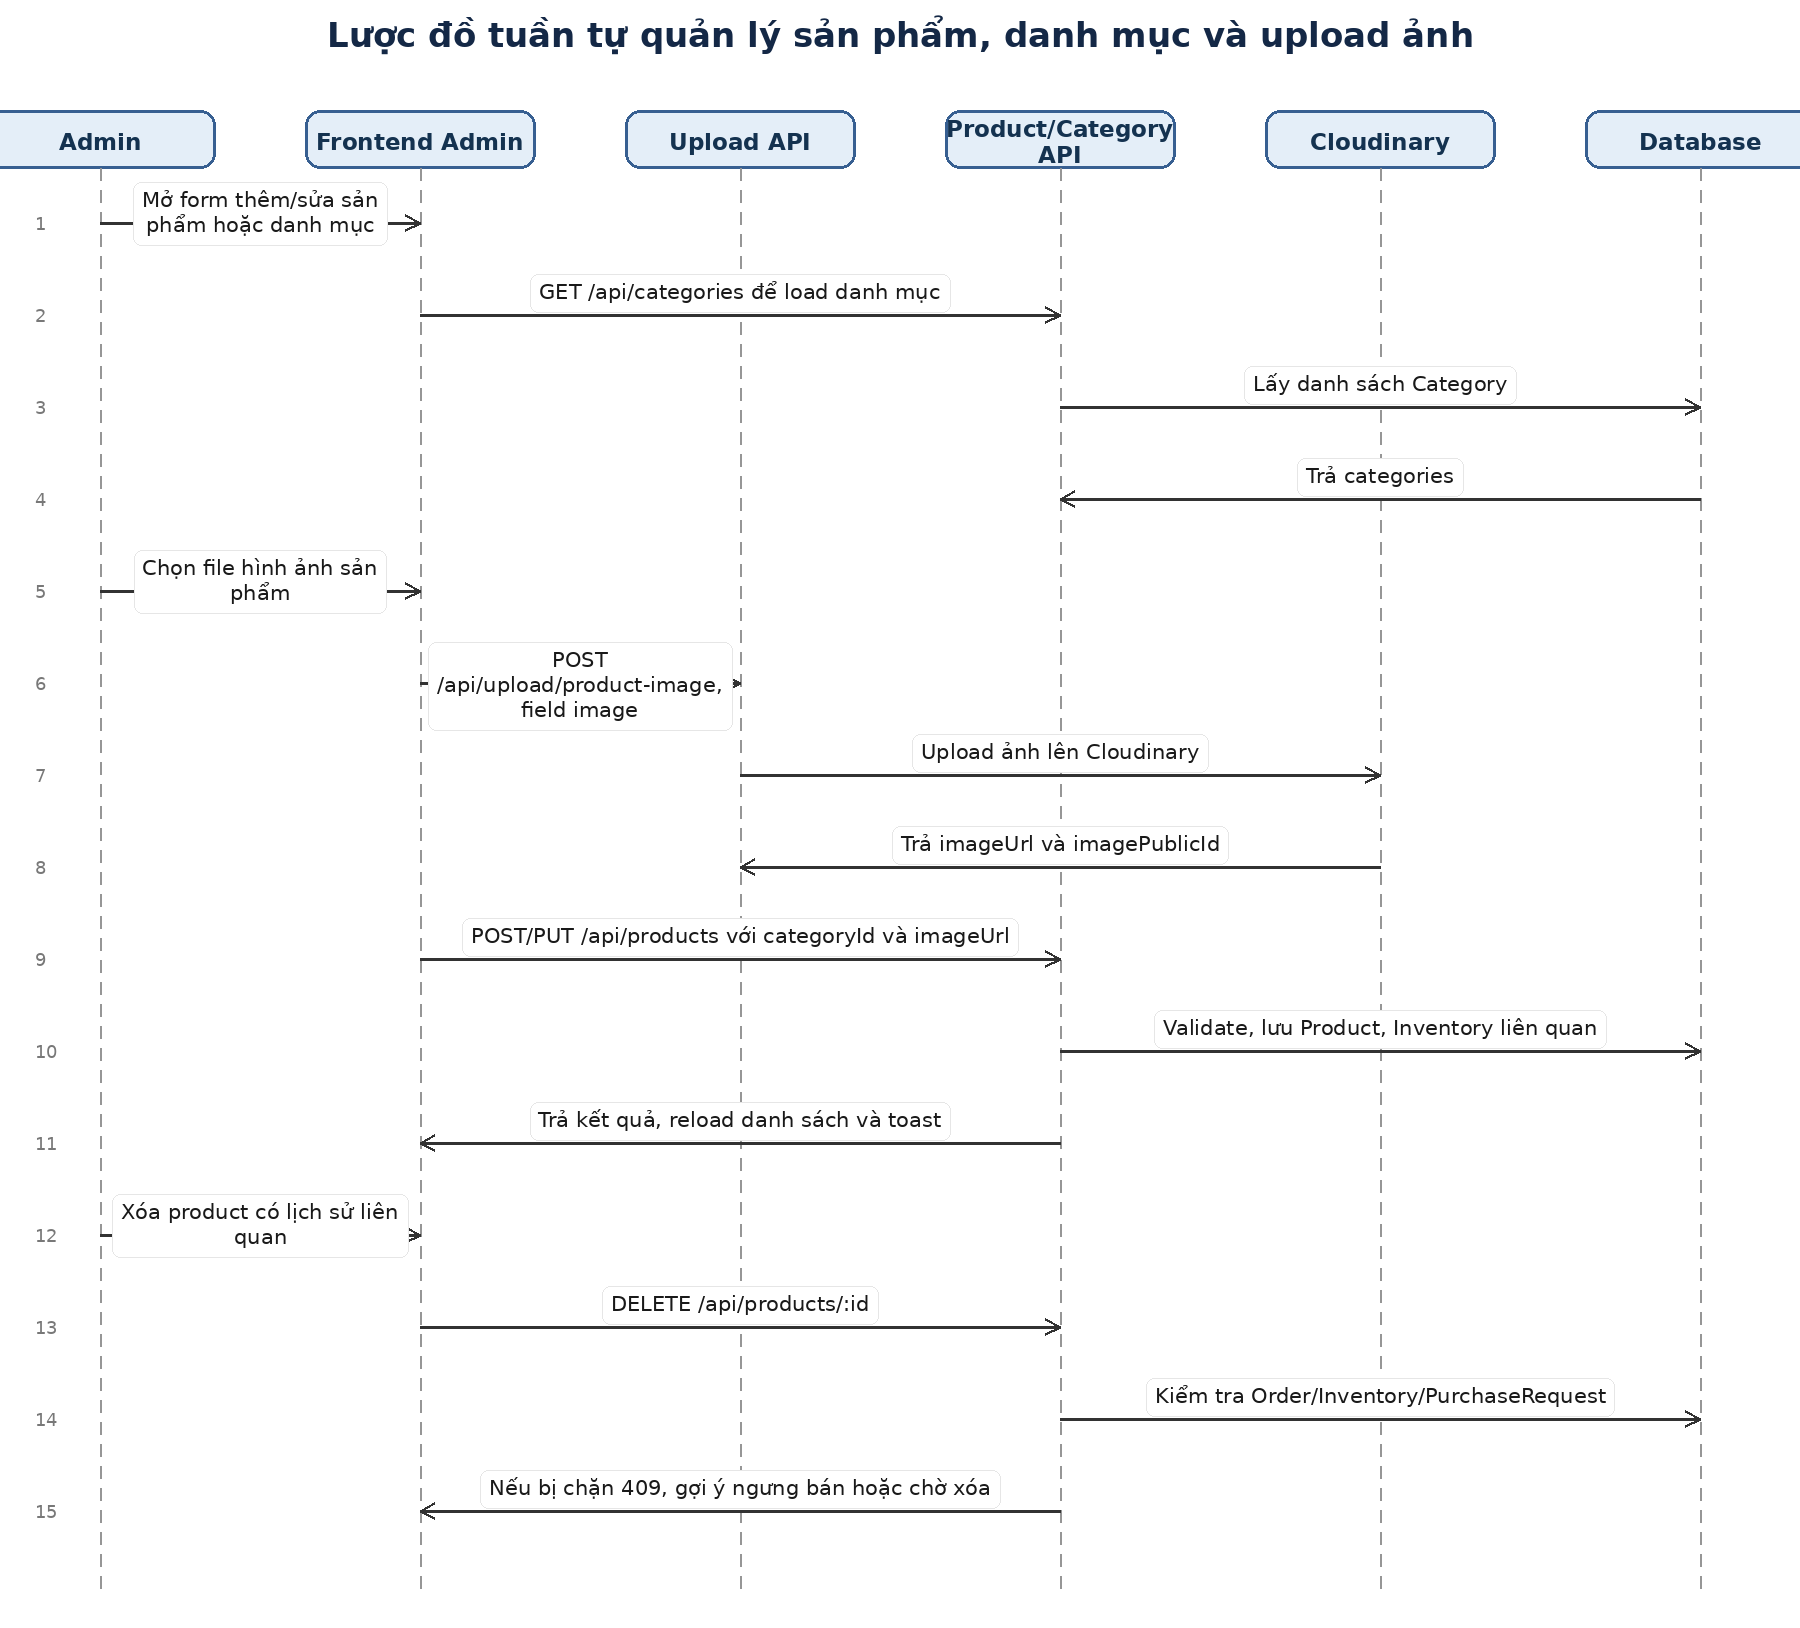 Lược đồ tuần tự quản lý sản phẩm, danh mục và upload ảnh
Admin
Frontend Admin
Upload API
Product/Category
API
Cloudinary
Database
1
Mở form thêm/sửa sản
phẩm hoặc danh mục
2
GET /api/categories để load danh mục
3
Lấy danh sách Category
4
Trả categories
5
Chọn file hình ảnh sản
phẩm
6
POST
/api/upload/product-image,
field image
7
Upload ảnh lên Cloudinary
8
Trả imageUrl và imagePublicId
9
POST/PUT /api/products với categoryId và imageUrl
10
Validate, lưu Product, Inventory liên quan
11
Trả kết quả, reload danh sách và toast
12
Xóa product có lịch sử liên
quan
13
DELETE /api/products/:id
14
Kiểm tra Order/Inventory/PurchaseRequest
15
Nếu bị chặn 409, gợi ý ngưng bán hoặc chờ xóa